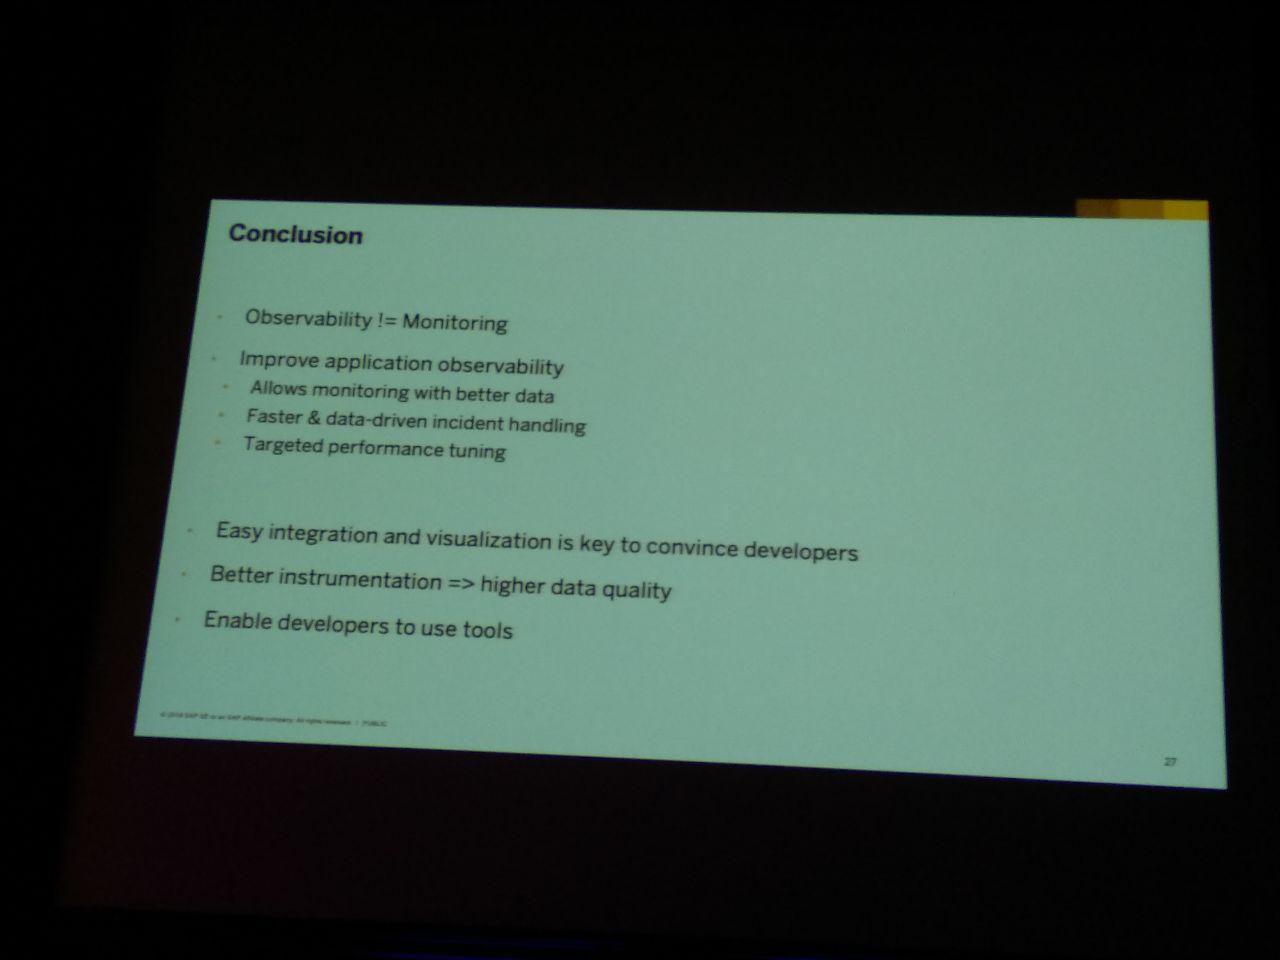 Conclusion
Observability != Monitoring
Improve application observability
Allows monitoring with better data
Faster & data-driven incident handling
Targeted performance tuning
Easy integration and visualization is key to convince developers
Better instrumentation => higher data quality
Enable developers to use tools
SAP SE or an SAP affiliate company. All rights reserved. | PUBLIC
27